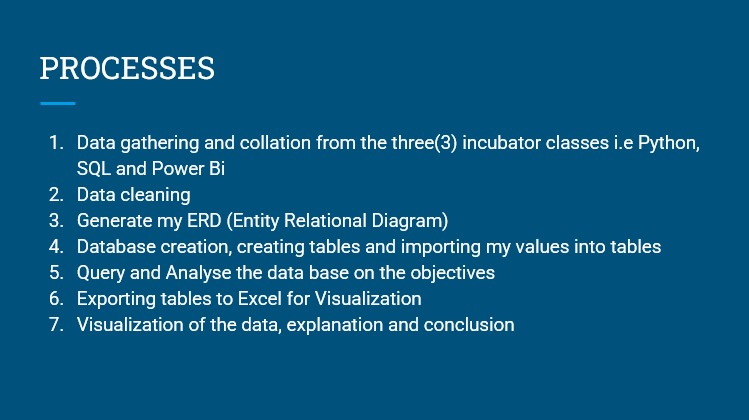 PROCESSES
1. Data gathering and collation from the three(3) incubator classes i.e Python,
SQL and Power Bi
2. Data cleaning
3. Generate my ERD (Entity Relational Diagram)
4. Database creation, creating tables and importing my values into tables
5. Query and Analyse the data base on the objectives
6. Exporting tables to Excel for Visualization
7. Visualization of the data, explanation and conclusion